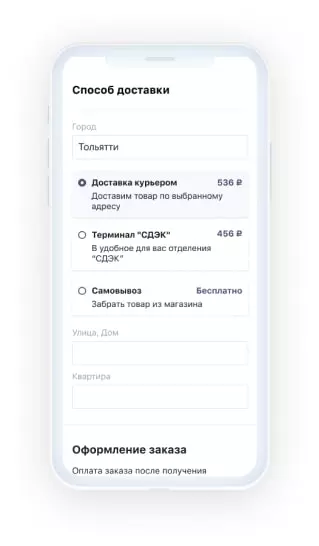 Способ доставки
Город
Тольятти
Доставка курьером 536 ₽
Доставим товар по выбранному
адресу
Терминал "СДЭК" 456 ₽
В удобное для вас отделения
"СДЭК"
Самовывоз Бесплатно
Забрать товар из магазина
Улица, Дом
Квартира
Оформление заказа
Оплата заказа после получения